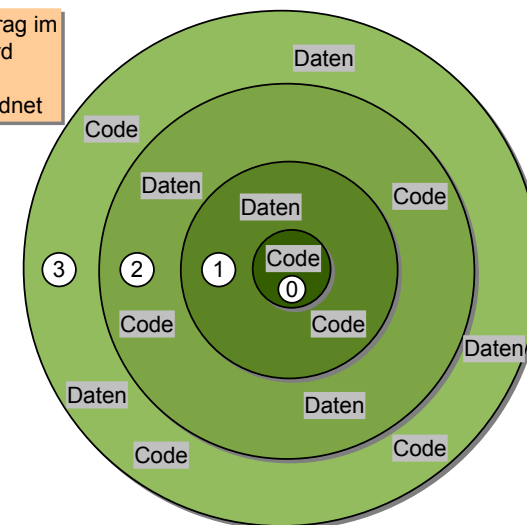 rag im
rd
dnet
Daten
Code
Daten
Code
Daten
Code
3
2
1
0
Code
Code
Daten
Daten
Daten
Code
Code